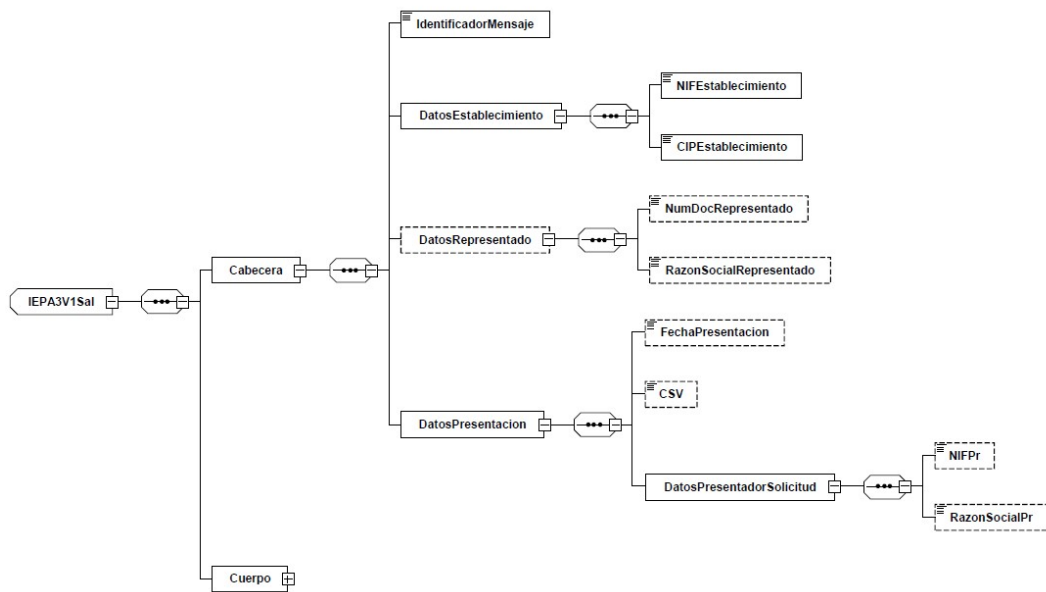 IdentificadorMensaje
NIFEstablecimiento
DatosEstablecimiento
CIPEstablecimiento
NumDocRepresentado
DatosRepresentado
RazonSocialRepresentado
Cabecera
IEPA3V1Sal
FechaPresentacion
CSV
DatosPresentacion
NIFPr
DatosPresentadorSolicitud
RazonSocialPr
Cuerpo